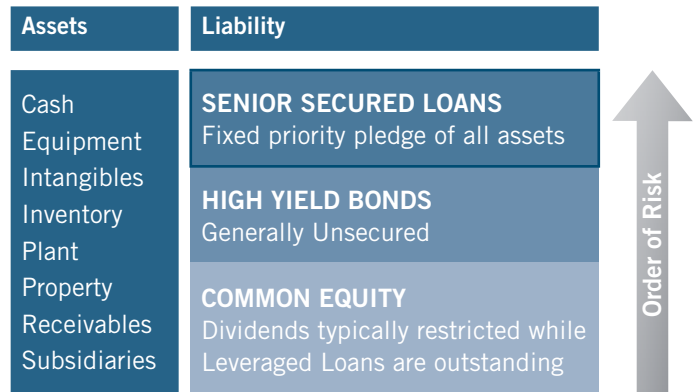 Assets
Liability
Cash
Equipment
Intangibles
Inventory
Plant
Property
Receivables
Subsidiaries
SENIOR SECURED LOANS
Fixed priority pledge of all assets
HIGH YIELD BONDS
Generally Unsecured
COMMON EQUITY
Dividends typically restricted while
Leveraged Loans are outstanding
Order of Risk